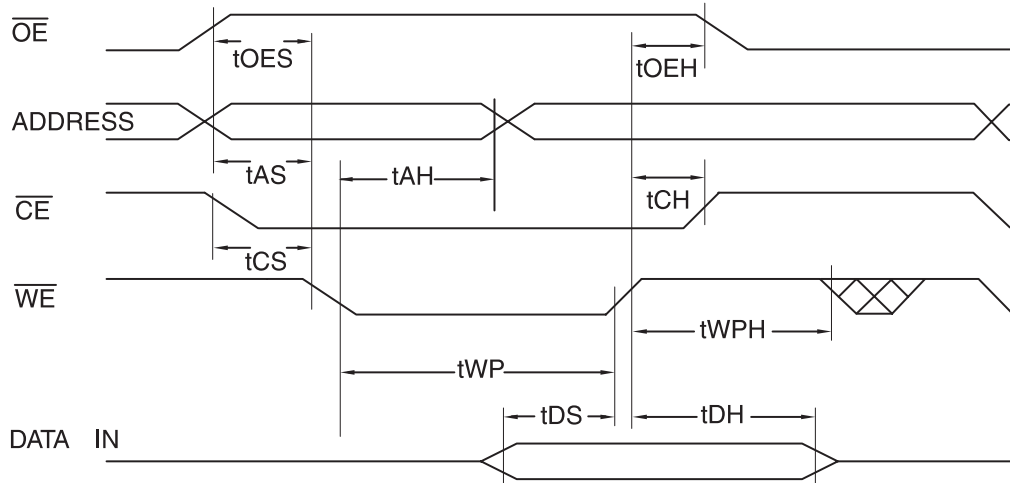 OE
tOES
tOEH
ADDRESS
tAS
tAH
tCH
CE
tCS
WE
tWPH
tWP
tDS
tDH
DATA IN